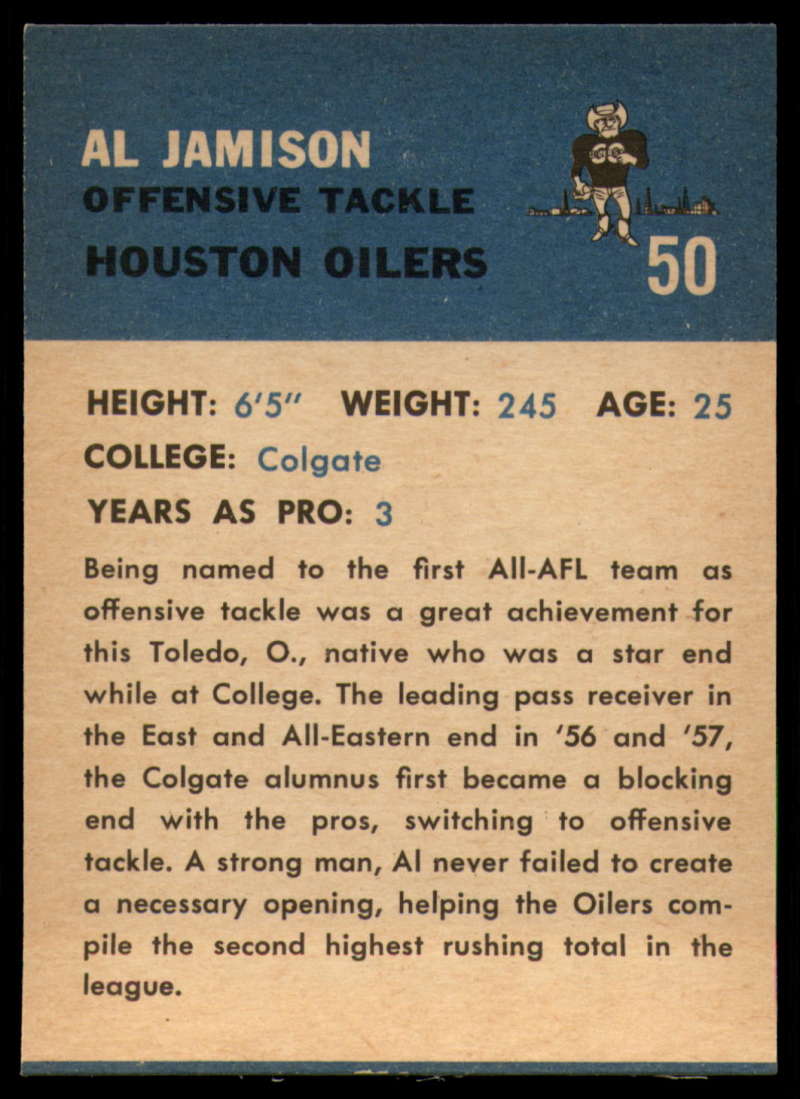 AL JAMISON
OFFENSIVE TACKLE
HOUSTON OILERS
50
HEIGHT: 6'5" WEIGHT: 245 AGE: 25
COLLEGE: Colgate
YEARS AS PRO: 3
Being named to the first All-AFL team as
offensive tackle was a great achievement for
this Toledo, O., native who was a star end
while at College. The leading pass receiver in
the East and All-Eastern end in '56 and '57,
the Colgate alumnus first became a blocking
end with the pros, switching to offensive
tackle. A strong man, Al never failed to create
a necessary opening, helping the Oilers com-
pile the second highest rushing total in the
league.